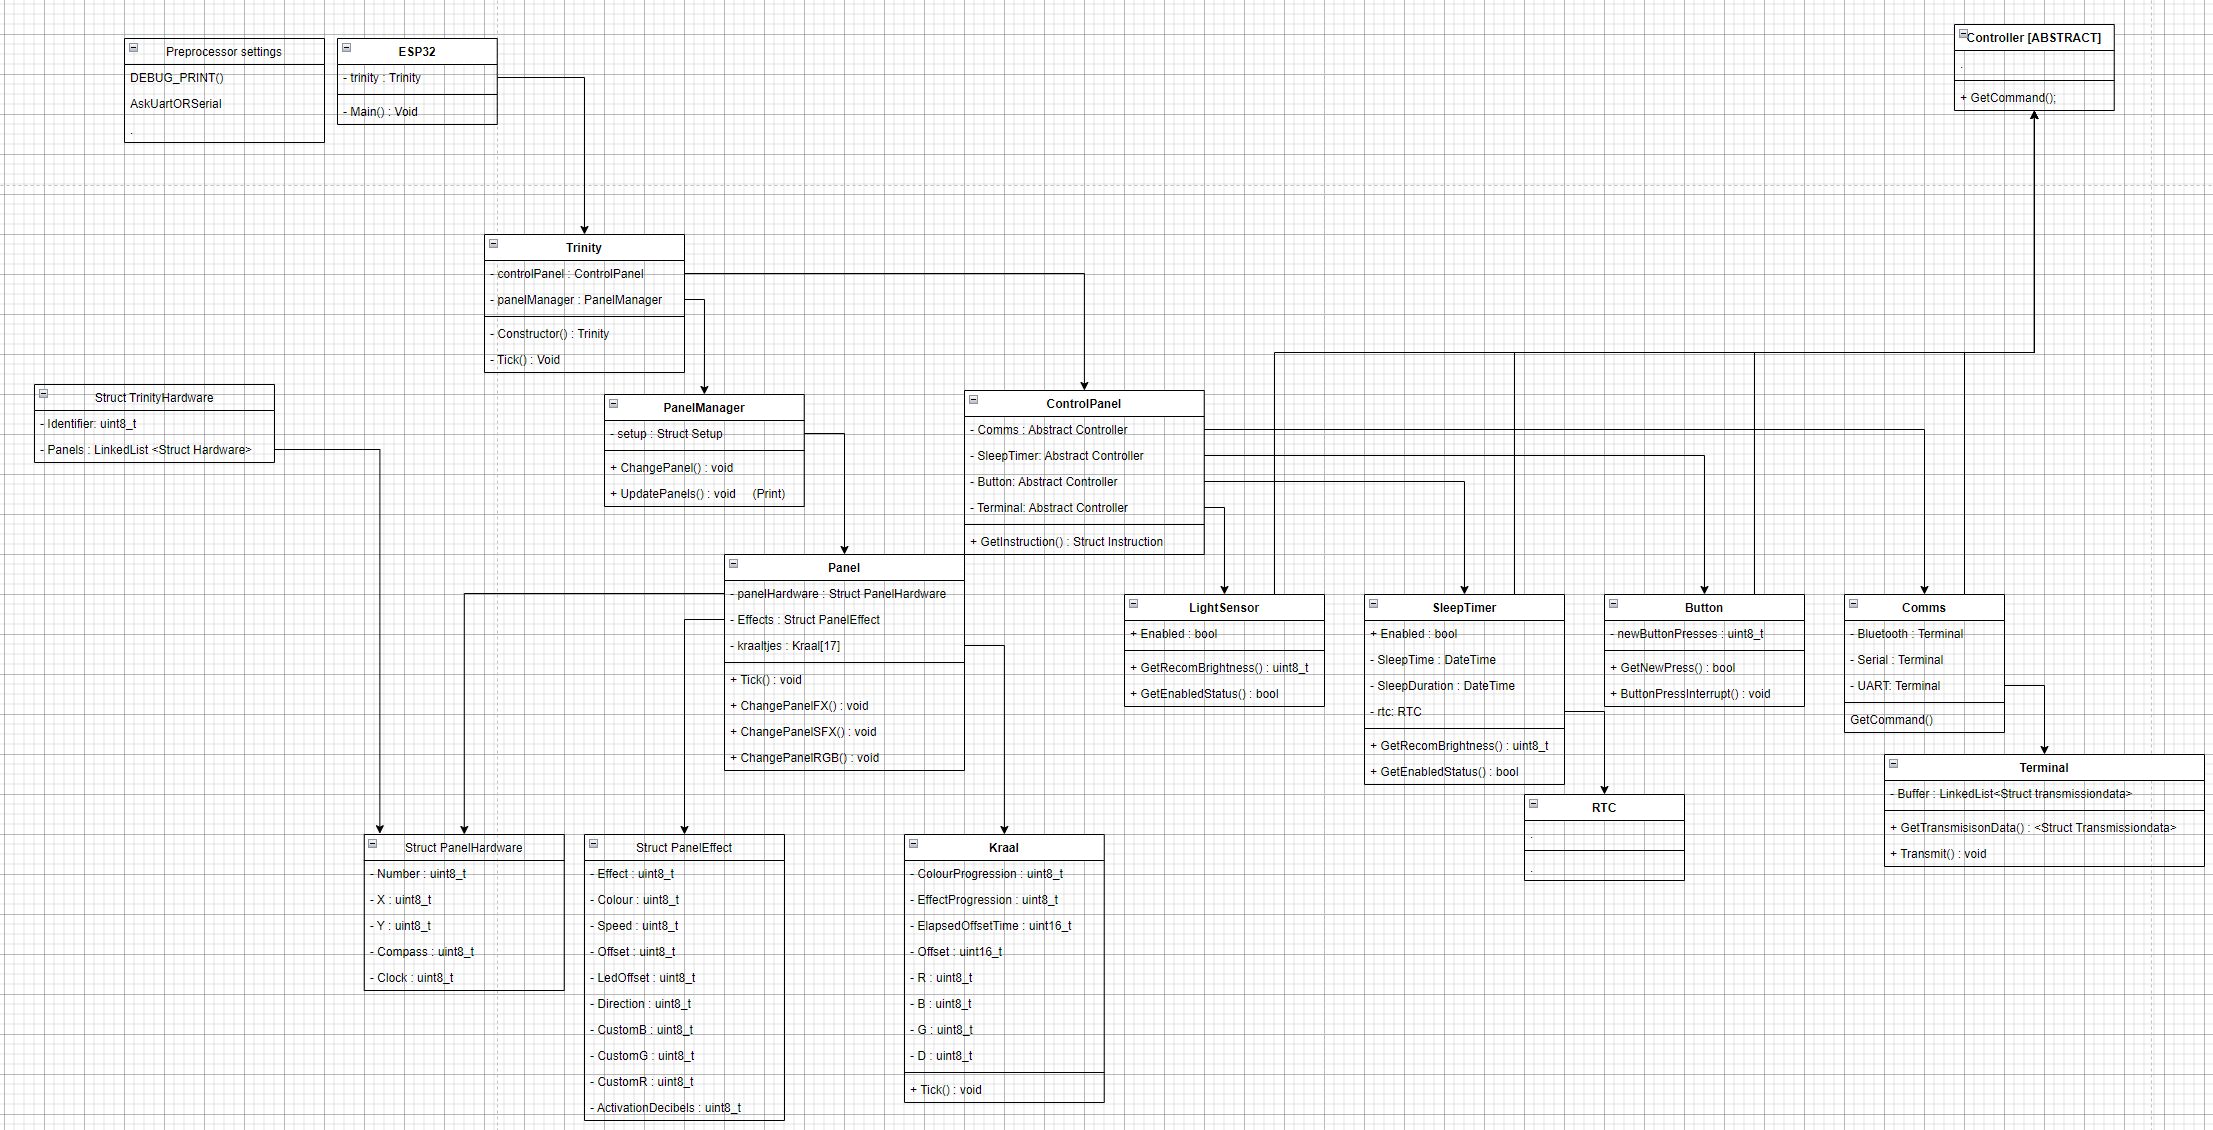 Preprocessor settings
DEBUG_PRINT()
AskUartORSerial
.
ESP32
- trinity : Trinity
- Main() : Void
Controller [ABSTRACT]
.
+ GetCommand();
Trinity
- controlPanel : ControlPanel
- panelManager : PanelManager
- Constructor() : Trinity
- Tick() : Void
Struct TrinityHardware
- Identifier: uint8_t
- Panels : LinkedList <Struct Hardware>
PanelManager
- setup : Struct Setup
+ ChangePanel() : void
+ UpdatePanels() : void (Print)
ControlPanel
- Comms : Abstract Controller
- SleepTimer: Abstract Controller
- Button: Abstract Controller
- Terminal: Abstract Controller
+ GetInstruction() : Struct Instruction
Panel
- panelHardware : Struct PanelHardware
- Effects : Struct PanelEffect
- kraaltjes : Kraal[17]
+ Tick() : void
+ ChangePanelFX() : void
+ ChangePanelSFX() : void
+ ChangePanelRGB() : void
LightSensor
+ Enabled : bool
+ GetRecomBrightness() : uint8_t
+ GetEnabledStatus() : bool
SleepTimer
+ Enabled : bool
- SleepTime : DateTime
- SleepDuration : DateTime
- rtc: RTC
+ GetRecomBrightness() : uint8_t
+ GetEnabledStatus() : bool
Button
- newButtonPresses : uint8_t
+ GetNewPress() : bool
+ ButtonPressInterrupt() : void
Comms
- Bluetooth : Terminal
- Serial : Terminal
- UART: Terminal
GetCommand()
Terminal
- Buffer : LinkedList<Struct transmissiondata>
+ GetTransmisisonData() : <Struct Transmissiondata>
+ Transmit() : void
RTC
.
.
Struct PanelHardware
- Number : uint8_t
- X : uint8_t
- Y : uint8_t
- Compass : uint8_t
- Clock : uint8_t
Struct PanelEffect
- Effect : uint8_t
- Colour : uint8_t
- Speed : uint8_t
- Offset : uint8_t
- LedOffset : uint8_t
- Direction : uint8_t
- CustomB : uint8_t
- CustomG : uint8_t
- CustomR : uint8_t
- ActivationDecibels : uint8_t
Kraal
- ColourProgression : uint8_t
- EffectProgression : uint8_t
- ElapsedOffsetTime : uint16_t
- Offset : uint16_t
- R : uint8_t
- B : uint8_t
- G : uint8_t
- D : uint8_t
+ Tick() : void